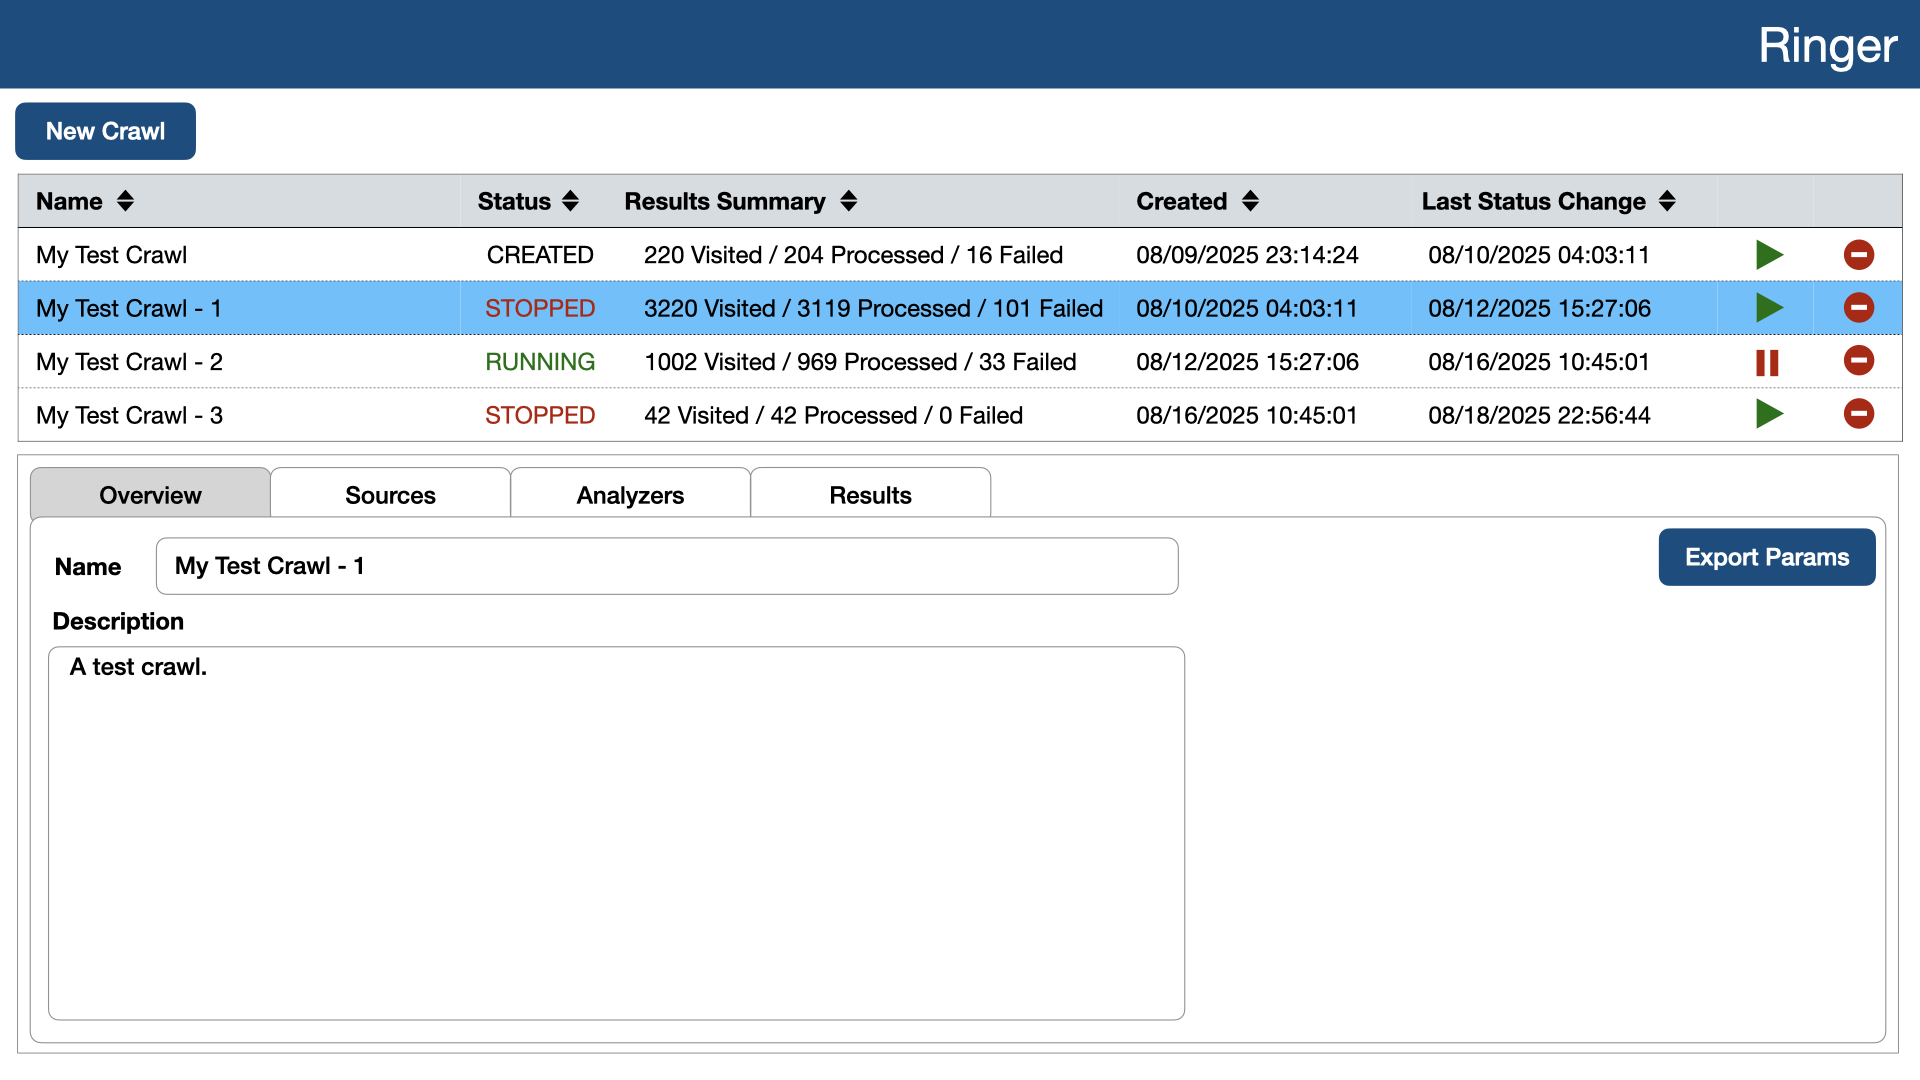 Ringer
New Crawl
Name Status Results Summary Created Last Status Change
My Test Crawl CREATED 220 Visited / 204 Processed / 16 Failed 08/09/2025 23:14:24 08/10/2025 04:03:11
My Test Crawl - 1 STOPPED 3220 Visited / 3119 Processed / 101 Failed 08/10/2025 04:03:11 08/12/2025 15:27:06
My Test Crawl - 2 RUNNING 1002 Visited / 969 Processed / 33 Failed 08/12/2025 15:27:06 08/16/2025 10:45:01
My Test Crawl - 3 STOPPED 42 Visited / 42 Processed / 0 Failed 08/16/2025 10:45:01 08/18/2025 22:56:44
Overview Sources Analyzers Results
Name My Test Crawl - 1 Export Params
Description
A test crawl.